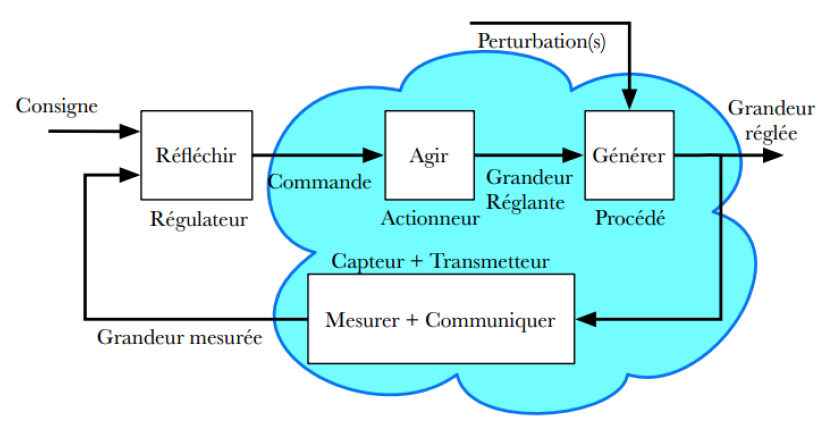 Perturbation(s)
Consigne
Grandeur
réglée
Réfléchir
Agir
Générer
Commande
Grandeur
Réglante
Régulateur
Actionneur
Procédé
Capteur + Transmetteur
Mesurer + Communiquer
Grandeur mesurée